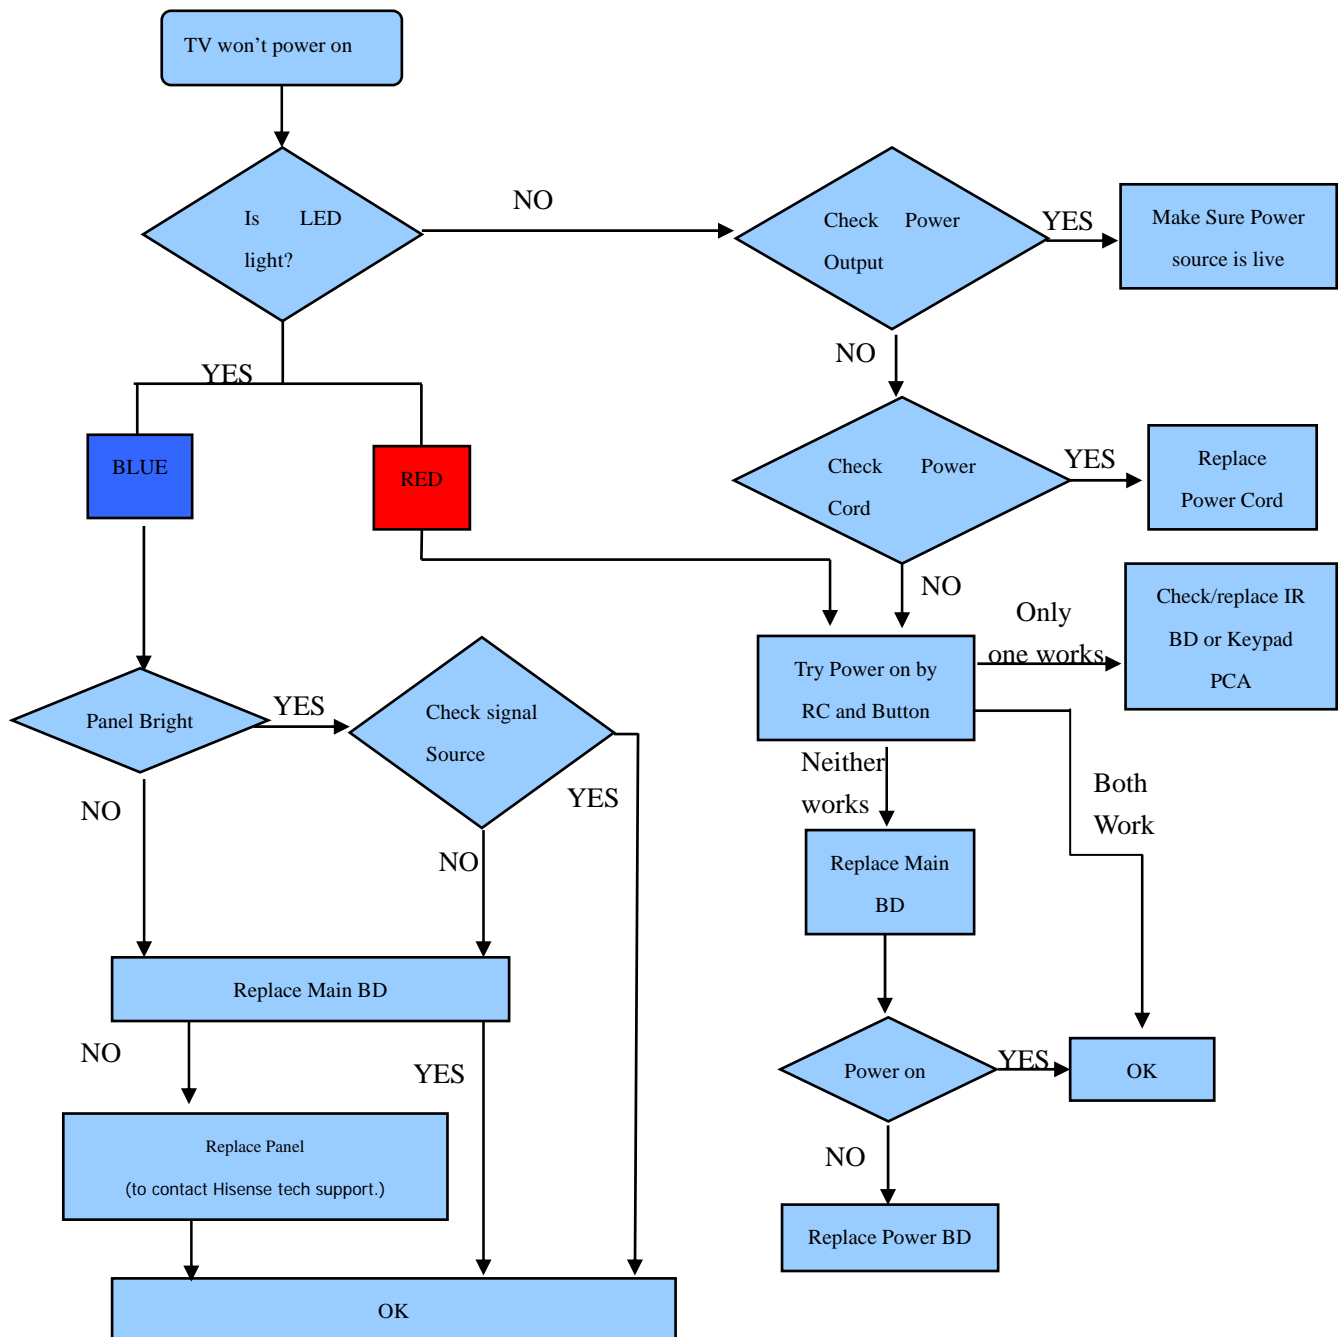 TV won't power on
Is LED
light?
NO
Check Power
Output
YES
Make Sure Power
source is live
NO
YES
BLUE
RED
Check Power
Cord
YES
Replace
Power Cord
NO
Only
one works
Check/replace IR
BD or Keypad
PCA
Try Power on by
RC and Button
Panel Bright
YES
Check signal
Source
YES
NO
NO
Neither
works
Both
Work
Replace Main
BD
Replace Main BD
NO
YES
Power on
YES
OK
Replace Panel
(to contact Hisense tech support.)
NO
Replace Power BD
OK